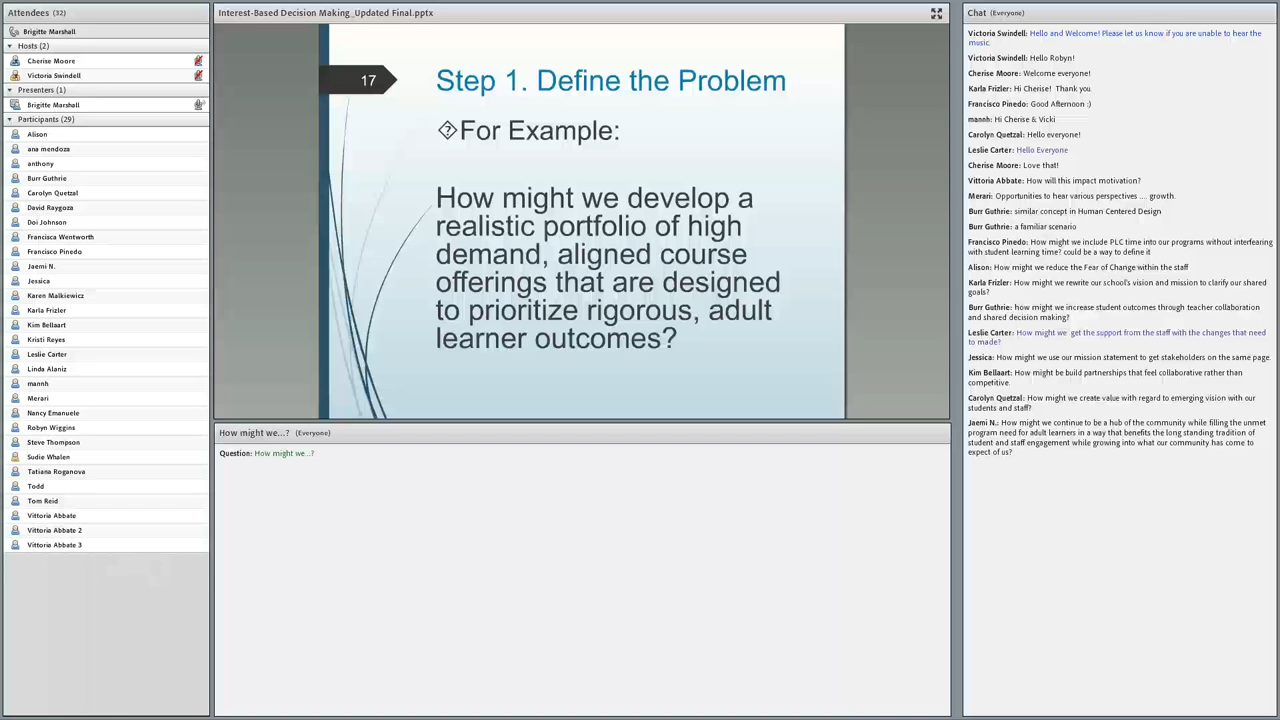 Attendees (32)
Brigitte Marshall
Hosts (2)
Cherise Moore
Victoria Swindell
Presenters (1)
Brigitte Marshall
Participants (29)
Alison
ana mendoza
anthony
Burr Guthrie
Carolyn Quetzal
David Raygoza
Doi Johnson
Francisca Wentworth
Francisco Pinedo
Jaemi N.
Jessica
Karen Malkiewicz
Karla Frizler
Kim Bellaart
Kristi Reyes
Leslie Carter
Linda Alaniz
mannh
Merari
Nancy Emanuele
Robyn Wiggins
Steve Thompson
Sudie Whalen
Tatiana Roganova
Todd
Tom Reid
Vittoria Abbate
Vittoria Abbate 2
Vittoria Abbate 3
Interest-Based Decision Making_Updated Final.pptx
17
Step 1. Define the Problem
For Example:
How might we develop a
realistic portfolio of high
demand, aligned course
offerings that are designed
to prioritize rigorous, adult
learner outcomes?
How might we...? (Everyone)
Question: How might we...?
Chat (Everyone)
Victoria Swindell: Hello and Welcome! Please let us know if you are unable to hear the
music.
Victoria Swindell: Hello Robyn!
Cherise Moore: Welcome everyone!
Karla Frizler: Hi Cherise! Thank you.
Francisco Pinedo: Good Afternoon :)
mannh: Hi Cherise & Vicki
Carolyn Quetzal: Hello everyone!
Leslie Carter: Hello Everyone
Cherise Moore: Love that!
Vittoria Abbate: How will this impact motivation?
Merari: Opportunities to hear various perspectives .... growth.
Burr Guthrie: similar concept in Human Centered Design
Burr Guthrie: a familiar scenario
Francisco Pinedo: How might we include PLC time into our programs without interfering
with student learning time? could be a way to define it
Alison: How might we reduce the Fear of Change within the staff
Karla Frizler: How might we rewrite our school's vision and mission to clarify our shared
goals?
Burr Guthrie: how might we increase student outcomes through teacher collaboration
and shared decision making?
Leslie Carter: How might we get the support from the staff with the changes that need
to made?
Jessica: How might we use our mission statement to get stakeholders on the same page.
Kim Bellaart: How might be build partnerships that feel collaborative rather than
competitive.
Carolyn Quetzal: How might we create value with regard to emerging vision with our
students and staff?
Jaemi N.: How might we continue to be a hub of the community while filling the unmet
program need for adult learners in a way that benefits the long standing tradition of
student and staff engagement while growing into what our community has come to
expect of us?